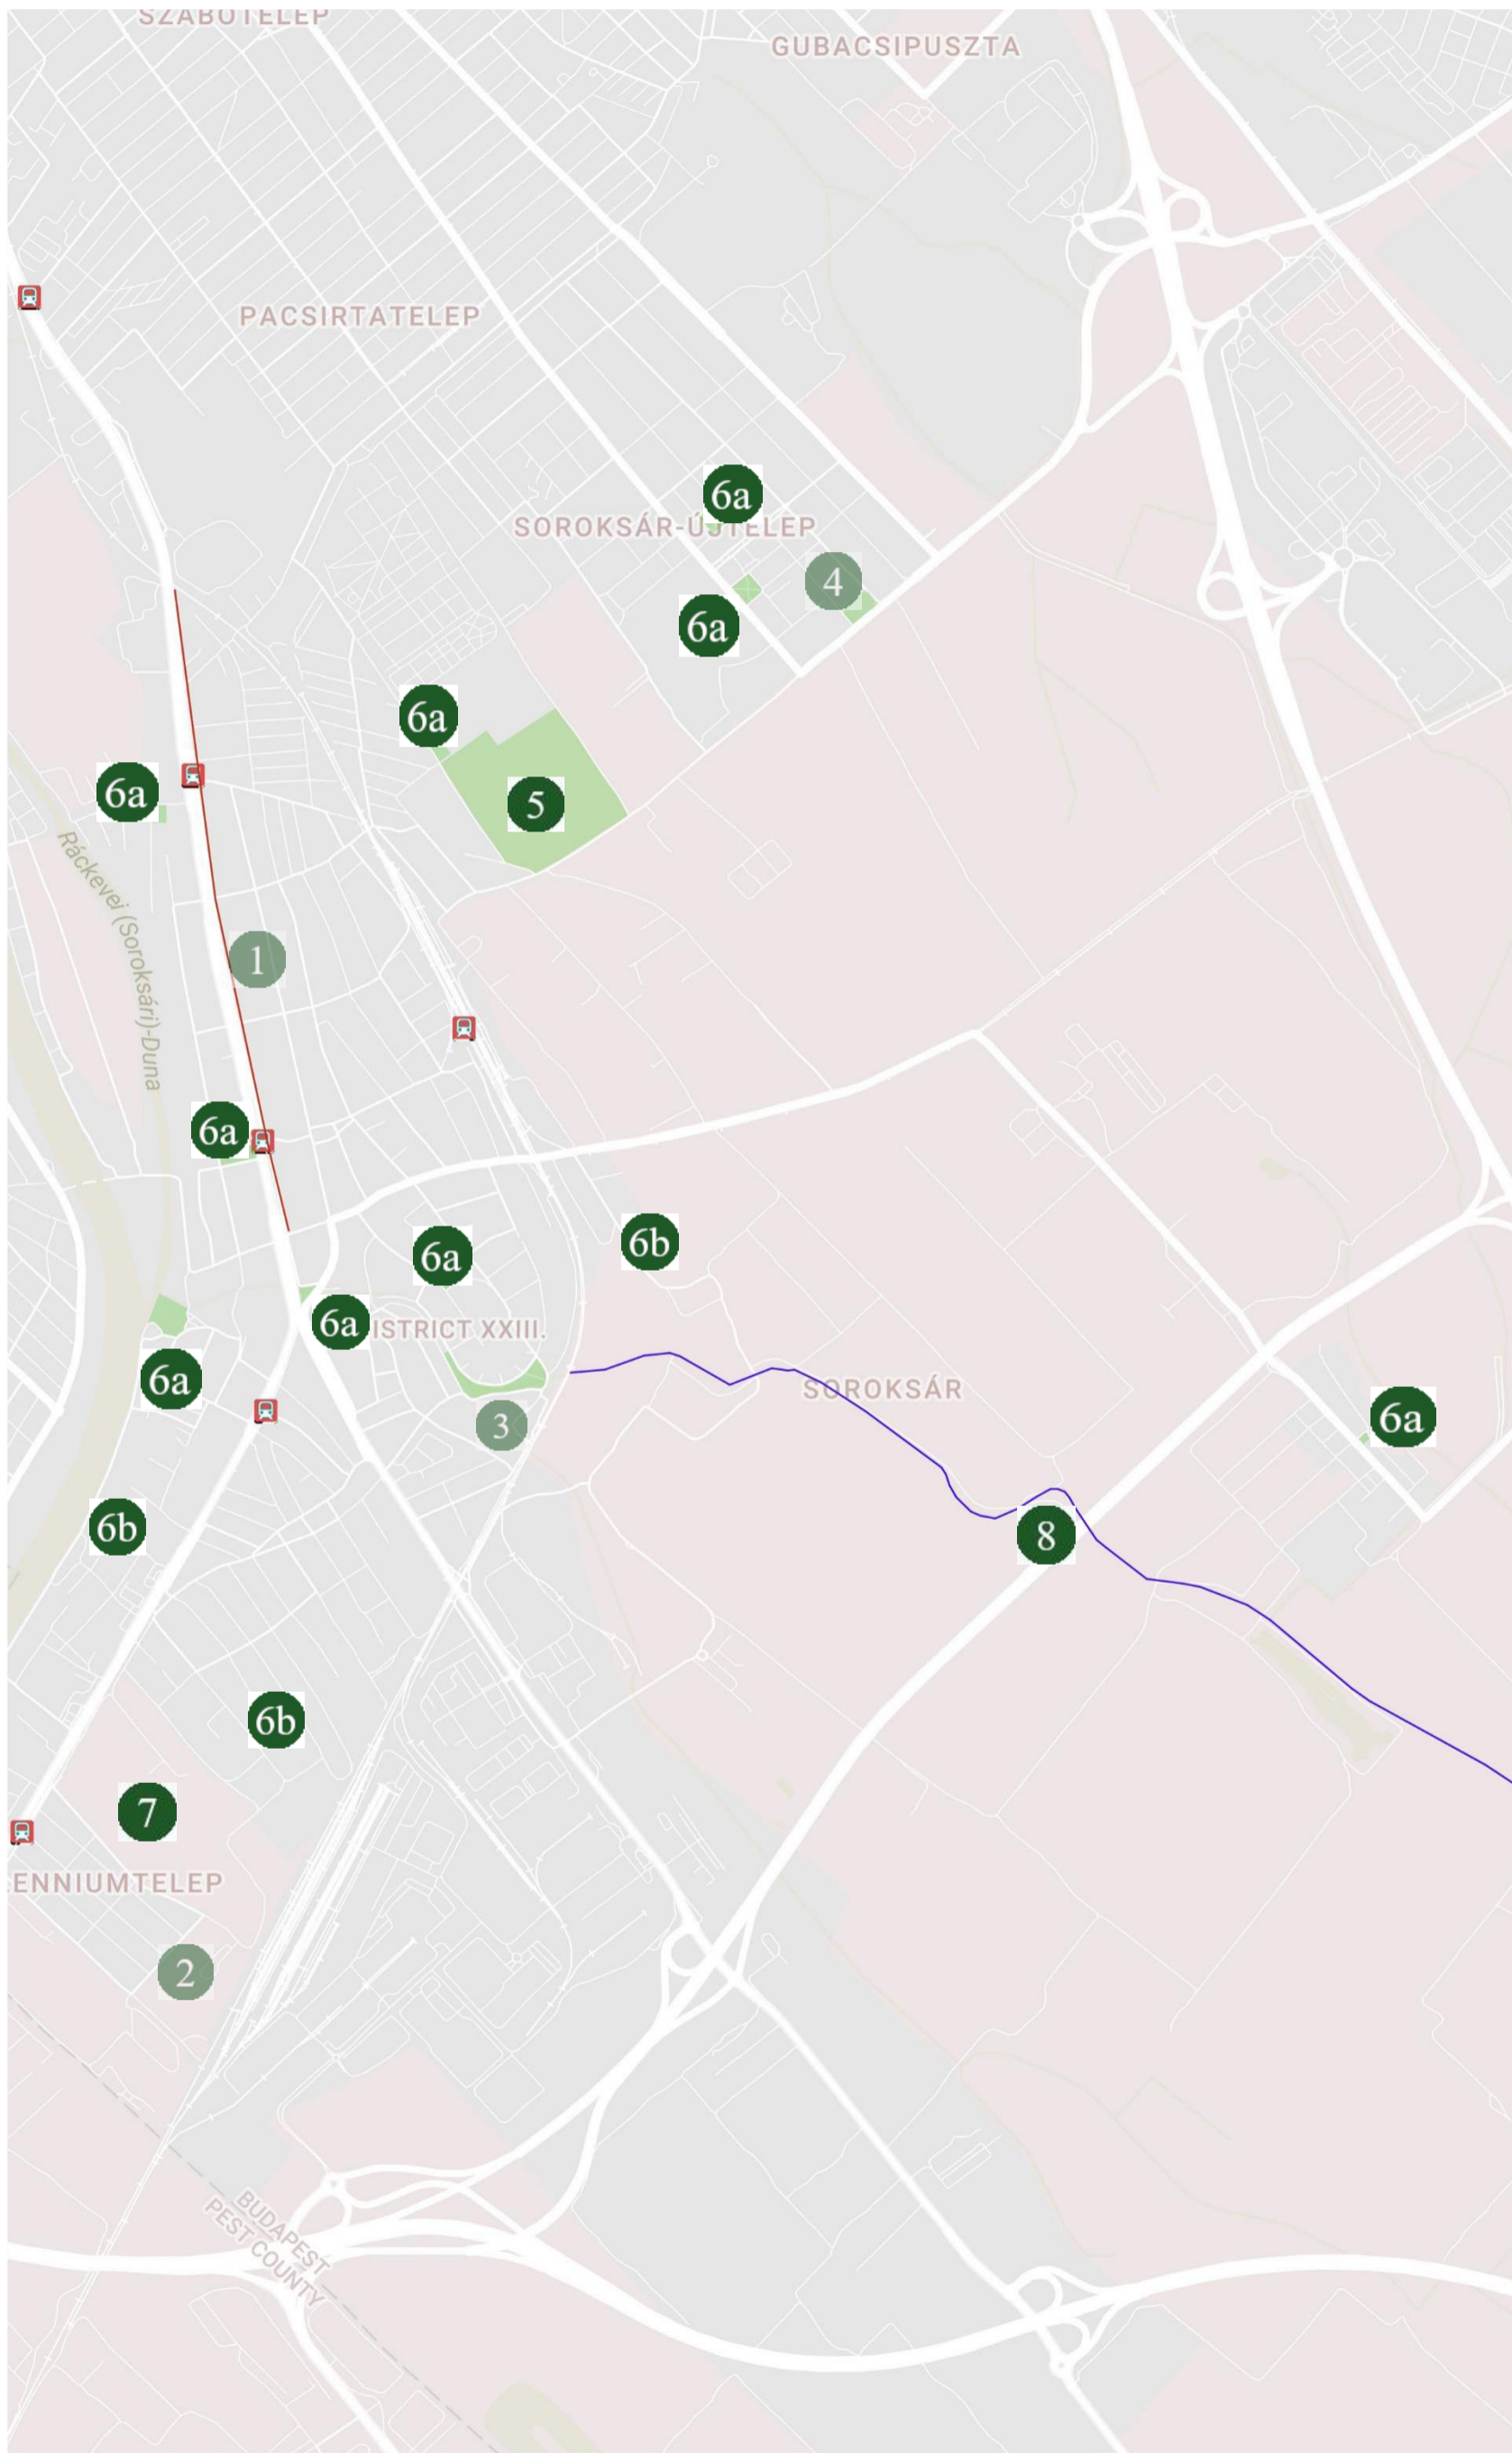 SZABÓTELEP
GUBACSIPUSZTA
PACSIRTATELEP
6a
SOROKSÁR-ÚJTELEP
4
6a
6a
6a
5
Ráckevei (Soroksári)-Duna
1
6a
6b
6a
6a
ISTRICT XXIII.
6a
SOROKSÁR
6a
3
6b
8
6b
7
ENNIUMTELEP
2
BUDAPEST
PEST COUNTY